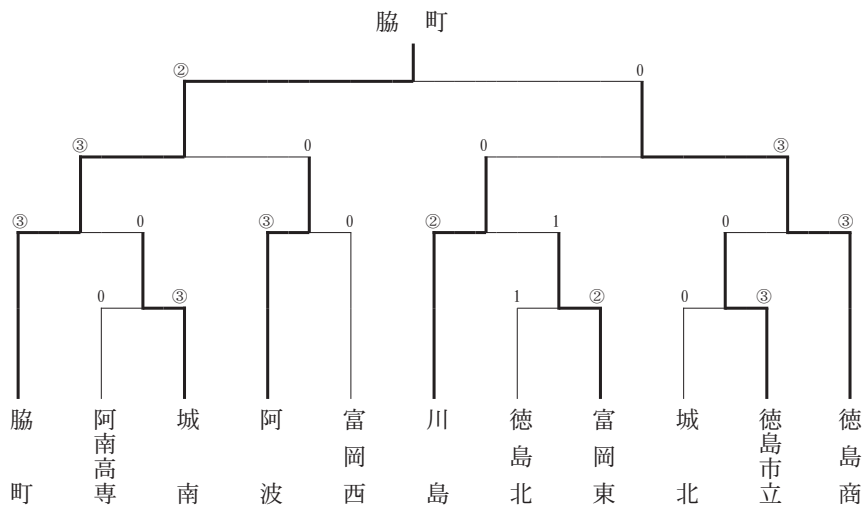 脇町
② 0
③ 0 0 ③
③ 0 ③ 0 ② 1 0 ③
0 ③ 1 ② 0 ③
脇町 阿南高専 城南 阿波 富岡西 川島 徳島北 富岡東 城北 徳島市立 徳島商